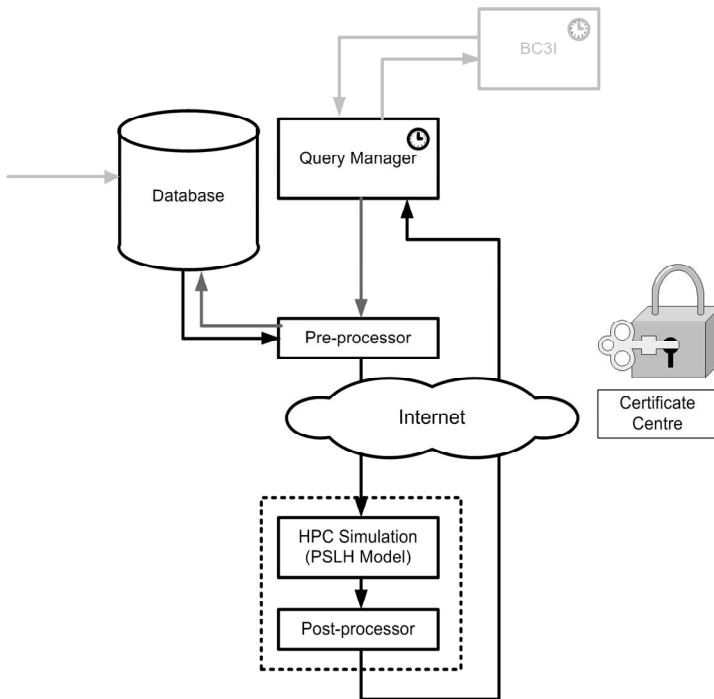 BC3I
Query Manager
Database
Pre-processor
Internet
Certificate
Centre
HPC Simulation
(PSLH Model)
Post-processor